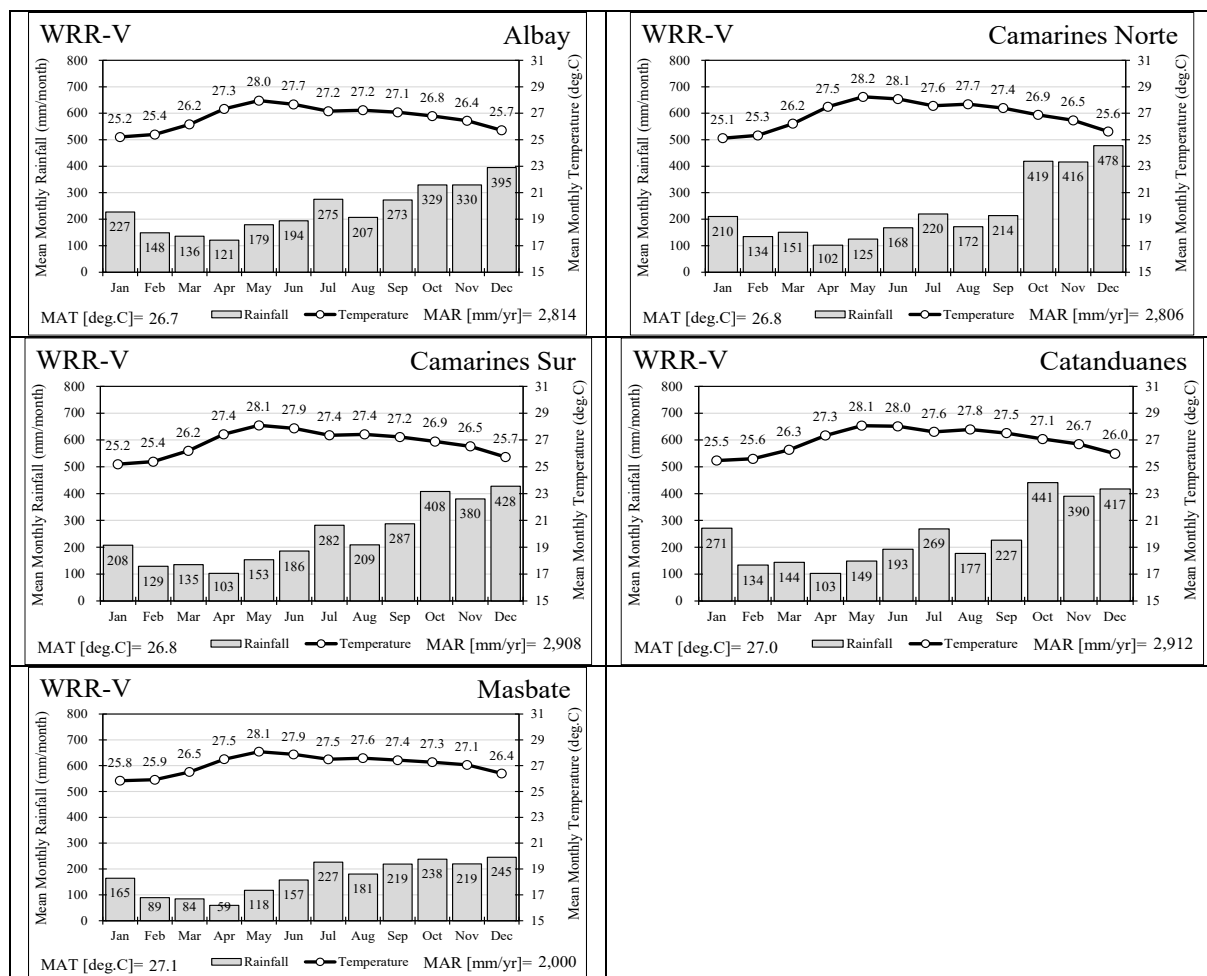 WRR-V Albay
Mean Monthly Rainfall (mm/month)
800
700
600
500
400
300
200
100
0
25.2 25.4 26.2 27.3 28.0 27.7 27.2 27.2 27.1 26.8 26.4 25.7
227 148 136 121 179 194 275 207 273 329 330 395
Jan Feb Mar Apr May Jun Jul Aug Sep Oct Nov Dec
31
29
27
25
23
21
19
17
15
Mean Monthly Temperature (deg.C)
MAT [deg.C]= 26.7 Rainfall Temperature MAR [mm/yr]= 2,814
WRR-V Camarines Norte
Mean Monthly Rainfall (mm/month)
800
700
600
500
400
300
200
100
0
25.1 25.3 26.2 27.5 28.2 28.1 27.6 27.7 27.4 26.9 26.5 25.6
210 134 151 102 125 168 220 172 214 419 416 478
Jan Feb Mar Apr May Jun Jul Aug Sep Oct Nov Dec
31
29
27
25
23
21
19
17
15
Mean Monthly Temperature (deg.C)
MAT [deg.C]= 26.8 Rainfall Temperature MAR [mm/yr]= 2,806
WRR-V Camarines Sur
Mean Monthly Rainfall (mm/month)
800
700
600
500
400
300
200
100
0
25.2 25.4 26.2 27.4 28.1 27.9 27.4 27.4 27.2 26.9 26.5 25.7
208 129 135 103 153 186 282 209 287 408 380 428
Jan Feb Mar Apr May Jun Jul Aug Sep Oct Nov Dec
31
29
27
25
23
21
19
17
15
Mean Monthly Temperature (deg.C)
MAT [deg.C]= 26.8 Rainfall Temperature MAR [mm/yr]= 2,908
WRR-V Catanduanes
Mean Monthly Rainfall (mm/month)
800
700
600
500
400
300
200
100
0
25.5 25.6 26.3 27.3 28.1 28.0 27.6 27.8 27.5 27.1 26.7 26.0
271 134 144 103 149 193 269 177 227 441 390 417
Jan Feb Mar Apr May Jun Jul Aug Sep Oct Nov Dec
31
29
27
25
23
21
19
17
15
Mean Monthly Temperature (deg.C)
MAT [deg.C]= 27.0 Rainfall Temperature MAR [mm/yr]= 2,912
WRR-V Masbate
Mean Monthly Rainfall (mm/month)
800
700
600
500
400
300
200
100
0
25.8 25.9 26.5 27.5 28.1 27.9 27.5 27.6 27.4 27.3 27.1 26.4
165 89 84 59 118 157 227 181 219 238 219 245
Jan Feb Mar Apr May Jun Jul Aug Sep Oct Nov Dec
31
29
27
25
23
21
19
17
15
Mean Monthly Temperature (deg.C)
MAT [deg.C]= 27.1 Rainfall Temperature MAR [mm/yr]= 2,000